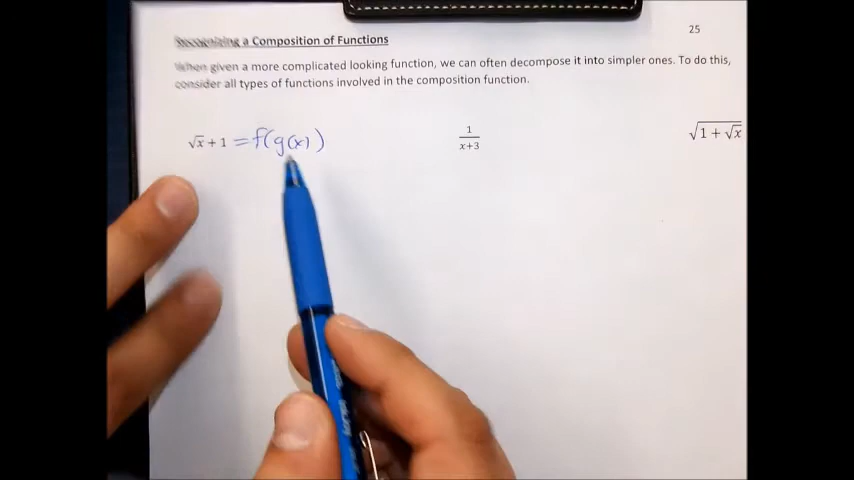 25
Recognizing a Composition of Functions
When given a more complicated looking function, we can often decompose it into simpler ones. To do this,
consider all types of functions involved in the composition function.
√x + 1 = f(g(x)) 1/(x+3) √(1 + √x)